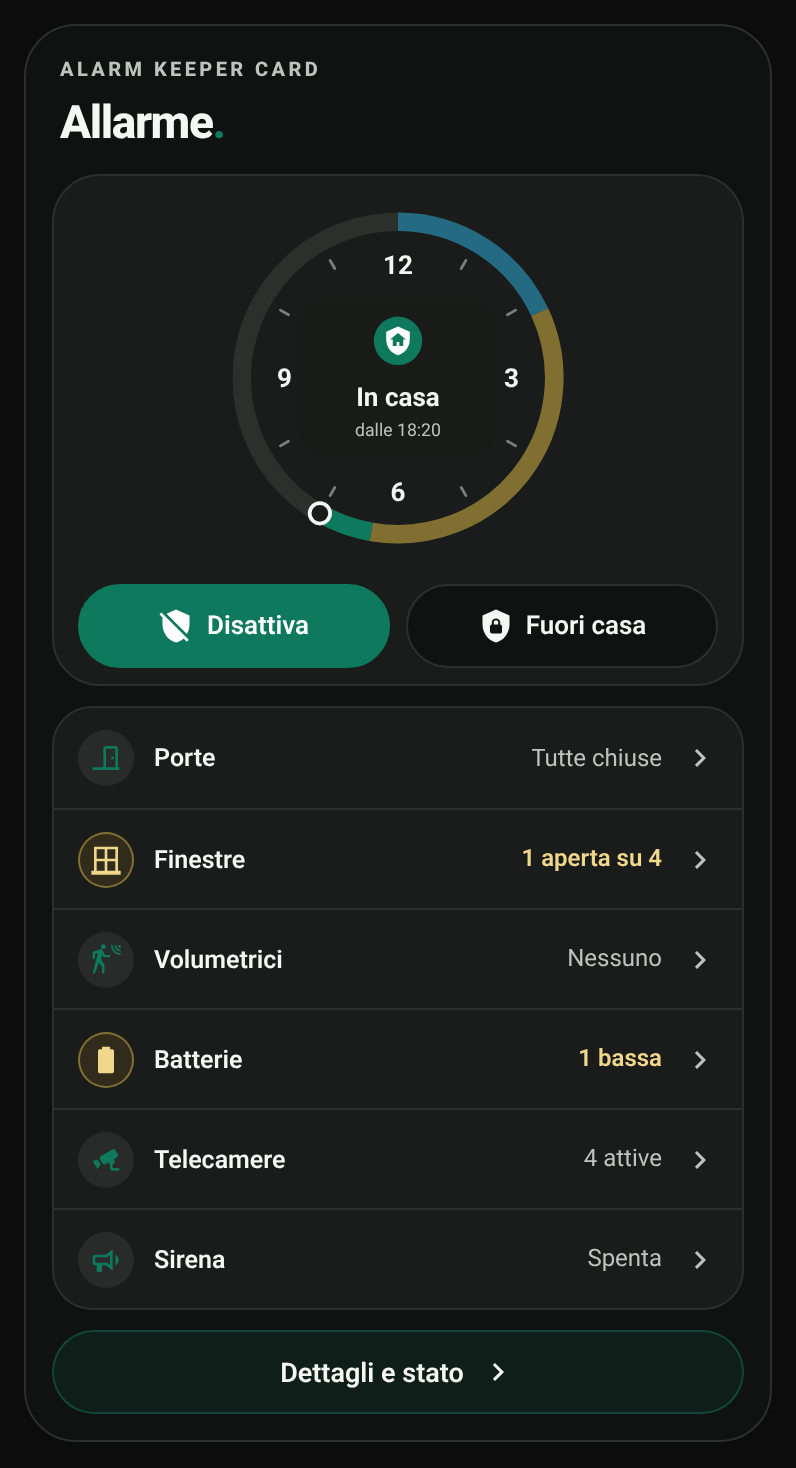 ALARM KEEPER CARD
Allarme.
12
9
3
In casa
dalle 18:20
6
Disattiva
Fuori casa
Porte Tutte chiuse
Finestre 1 aperta su 4
Volumetrici Nessuno
Batterie 1 bassa
Telecamere 4 attive
Sirena Spenta
Dettagli e stato